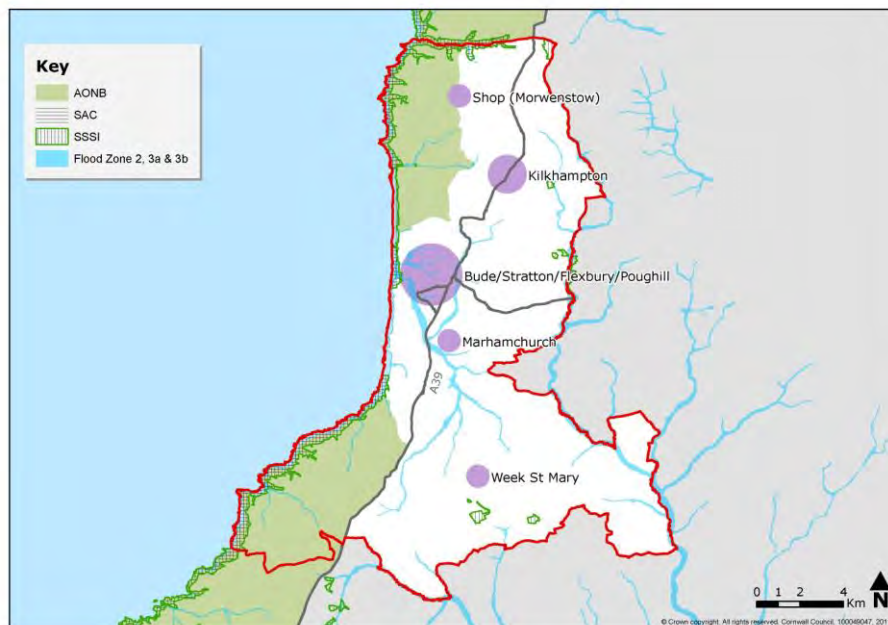 Key
AONB
SAC
SSSI
Flood Zone 2, 3a & 3b
Shop (Morwenstow)
Kilkhampton
Bude/Stratton/Flexbury/Poughill
Marhamchurch
A39
Week St Mary
0 1 2 4
Km
N
© Crown copyright. All rights reserved. Cornwall Council, 100049047, 201